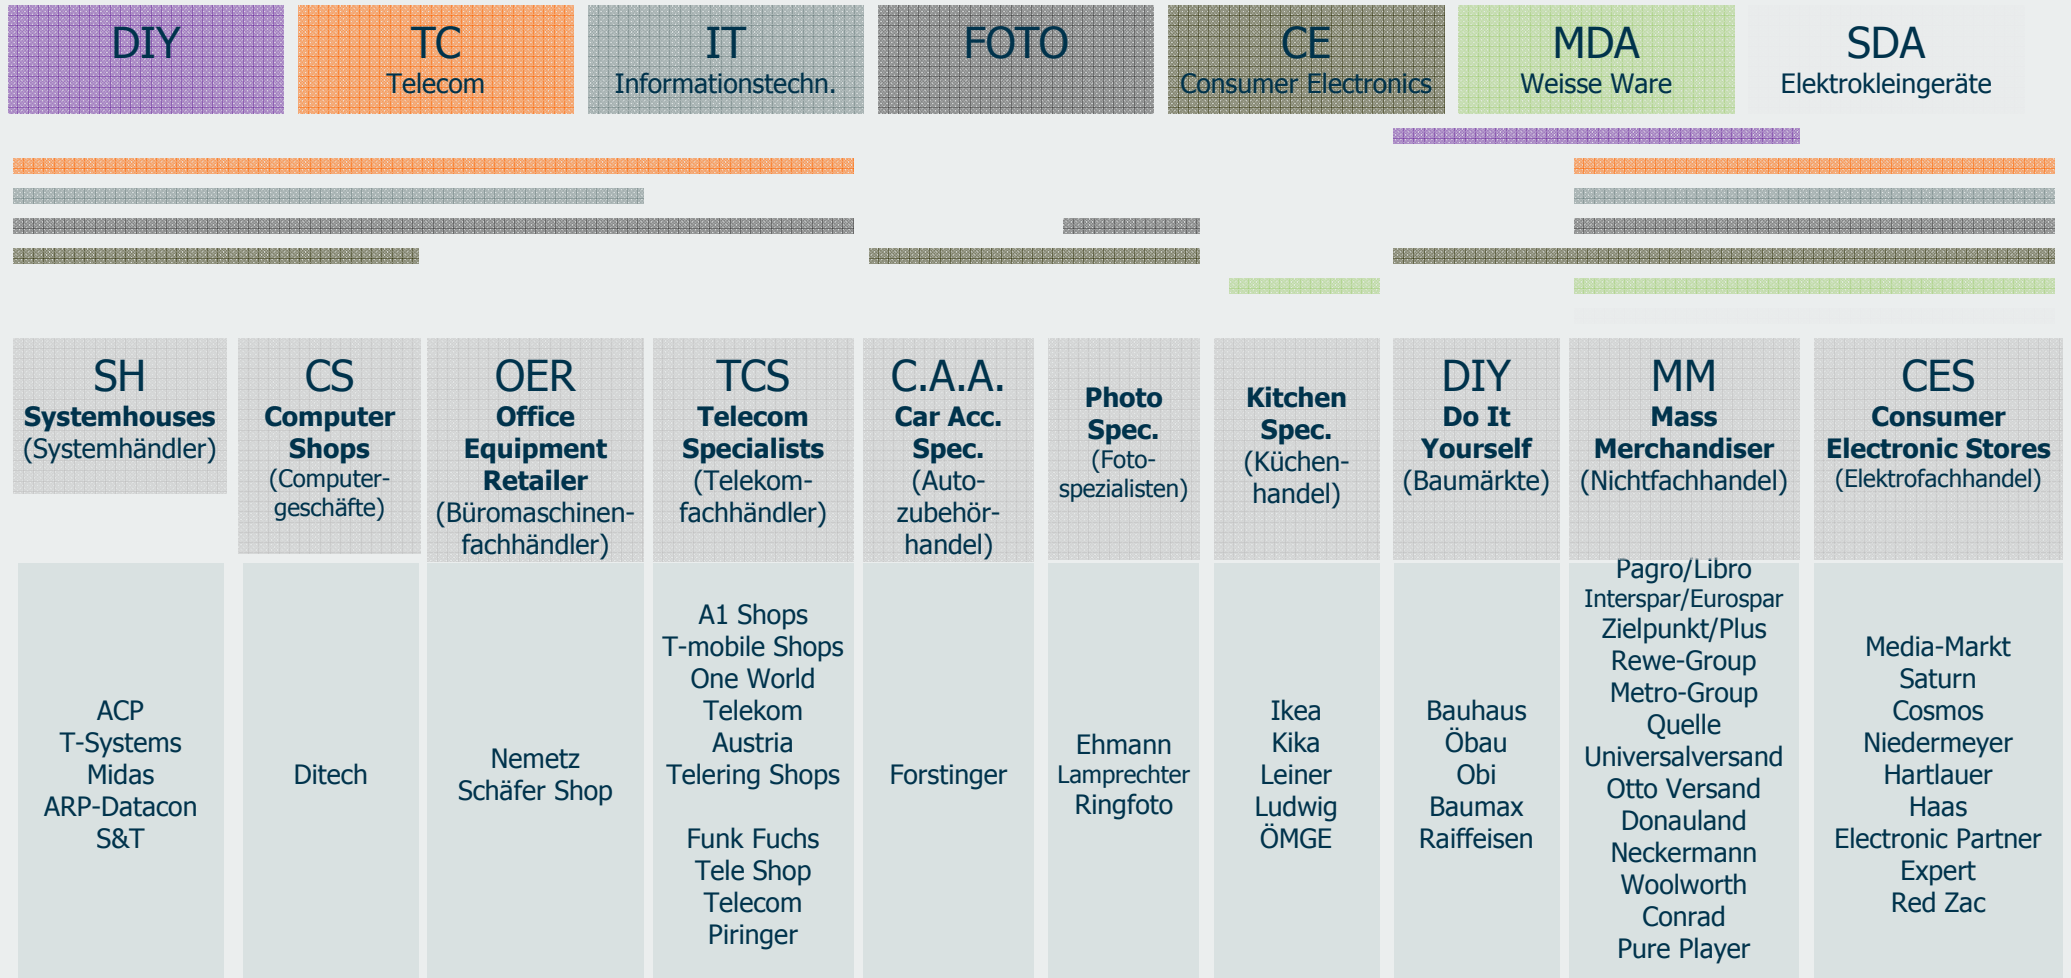 DIY
TC
Telecom
IT
Informationstechn.
FOTO
CE
Consumer Electronics
MDA
Weisse Ware
SDA
Elektrokleingeräte
SH
Systemhouses
(Systemhändler)
CS
Computer
Shops
(Computer-
geschäfte)
OER
Office
Equipment
Retailer
(Büromaschinen-
fachhändler)
TCS
Telecom
Specialists
(Telekom-
fachhändler)
C.A.A.
Car Acc.
Spec.
(Auto-
zubehör-
handel)
Photo
Spec.
(Foto-
spezialisten)
Kitchen
Spec.
(Küchen-
handel)
DIY
Do It
Yourself
(Baumärkte)
MM
Mass
Merchandiser
(Nichtfachhandel)
CES
Consumer
Electronic Stores
(Elektrofachhandel)
ACP
T-Systems
Midas
ARP-Datacon
S&T
Ditech
Nemetz
Schäfer Shop
A1 Shops
T-mobile Shops
One World
Telekom
Austria
Telering Shops
Funk Fuchs
Tele Shop
Telecom
Piringer
Forstinger
Ehmann
Lamprechter
Ringfoto
Ikea
Kika
Leiner
Ludwig
ÖMGE
Bauhaus
Öbau
Obi
Baumax
Raiffeisen
Pagro/Libro
Interspar/Eurospar
Zielpunkt/Plus
Rewe-Group
Metro-Group
Quelle
Universalversand
Otto Versand
Donauland
Neckermann
Woolworth
Conrad
Pure Player
Media-Markt
Saturn
Cosmos
Niedermeyer
Hartlauer
Haas
Electronic Partner
Expert
Red Zac